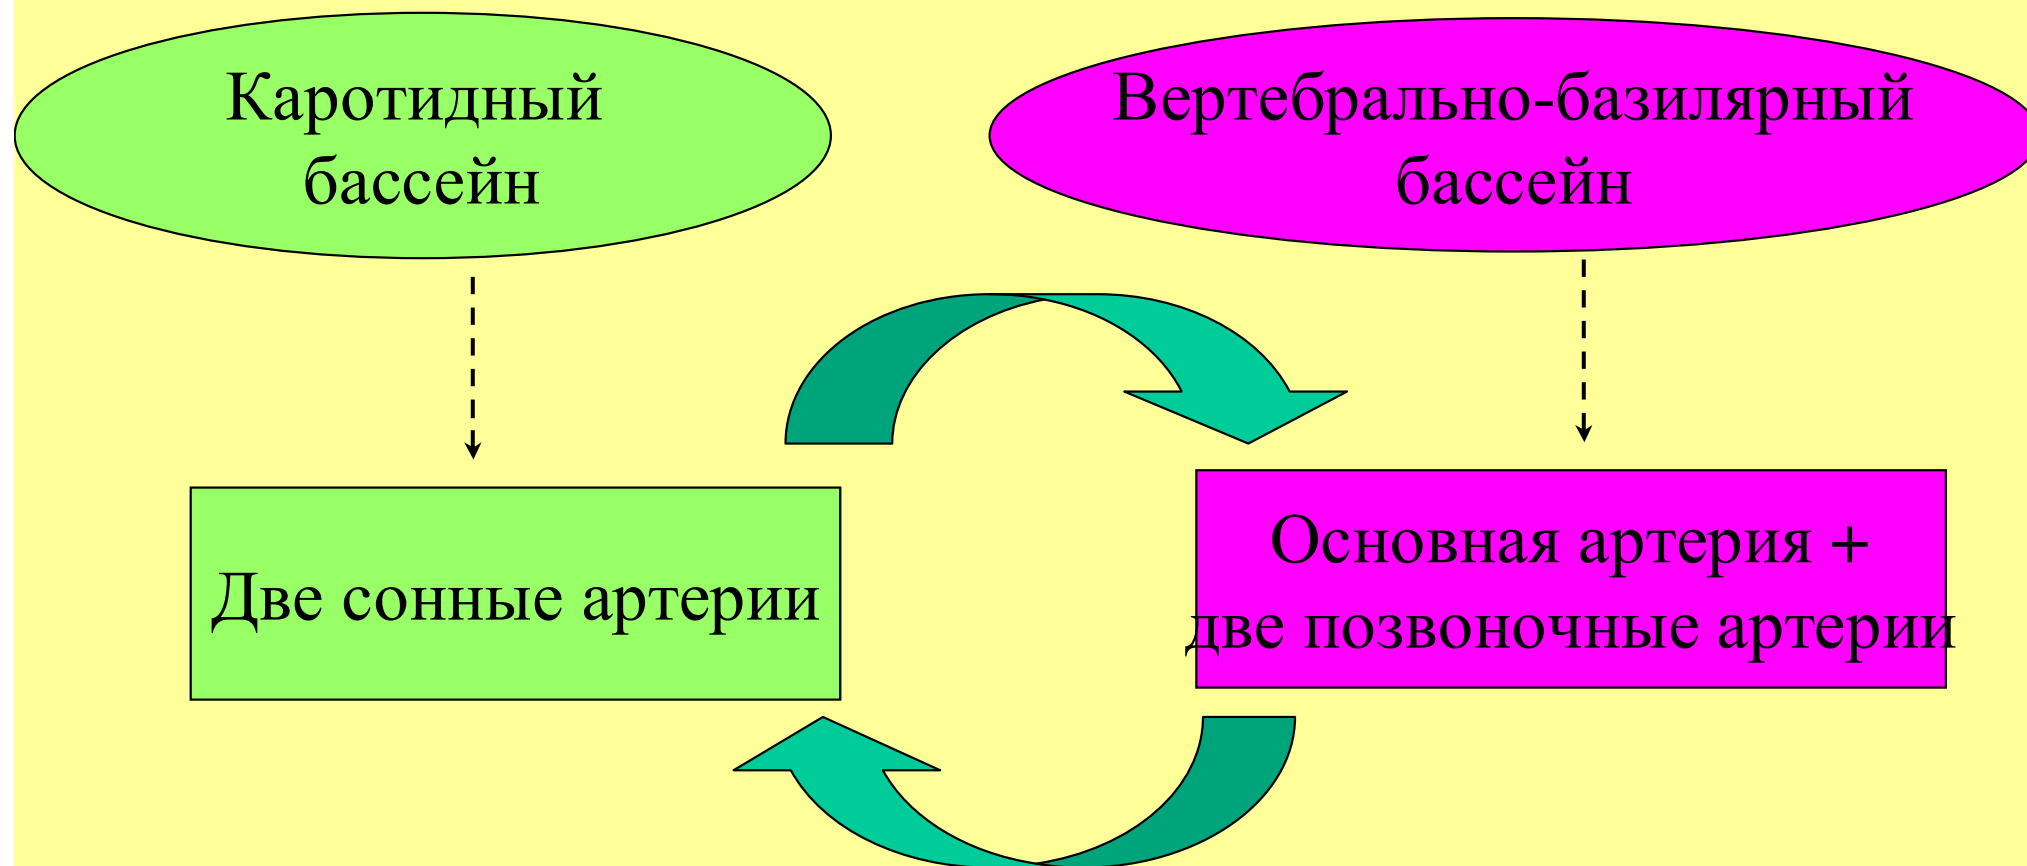 Каротидный
бассейн
Вертебрально-базилярный
бассейн
Две сонные артерии
Основная артерия +
две позвоночные артерии